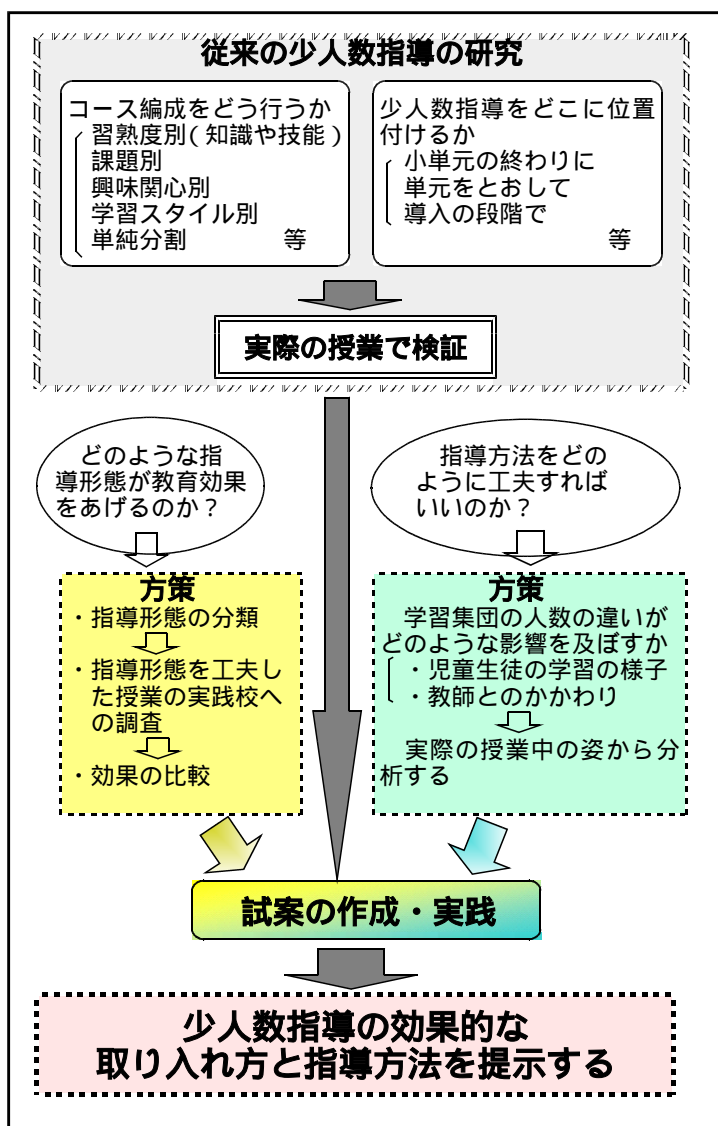 従来の少人数指導の研究
コース編成をどう行うか
習熟度別(知識や技能)
課題別
興味関心別
学習スタイル別
単純分割 等
少人数指導をどこに位置
付けるか
小単元の終わりに
単元をとおして
導入の段階で
等
実際の授業で検証
どのような指
導形態が教育効果
をあげるのか?
指導方法をどの
ように工夫すれば
いいのか?
方策
・指導形態の分類
・指導形態を工夫し
た授業の実践校へ
の調査
・効果の比較
方策
学習集団の人数の違いが
どのような影響を及ぼすか
・児童生徒の学習の様子
・教師とのかかわり
実際の授業中の姿から分
析する
試案の作成・実践
少人数指導の効果的な
取り入れ方と指導方法を提示する